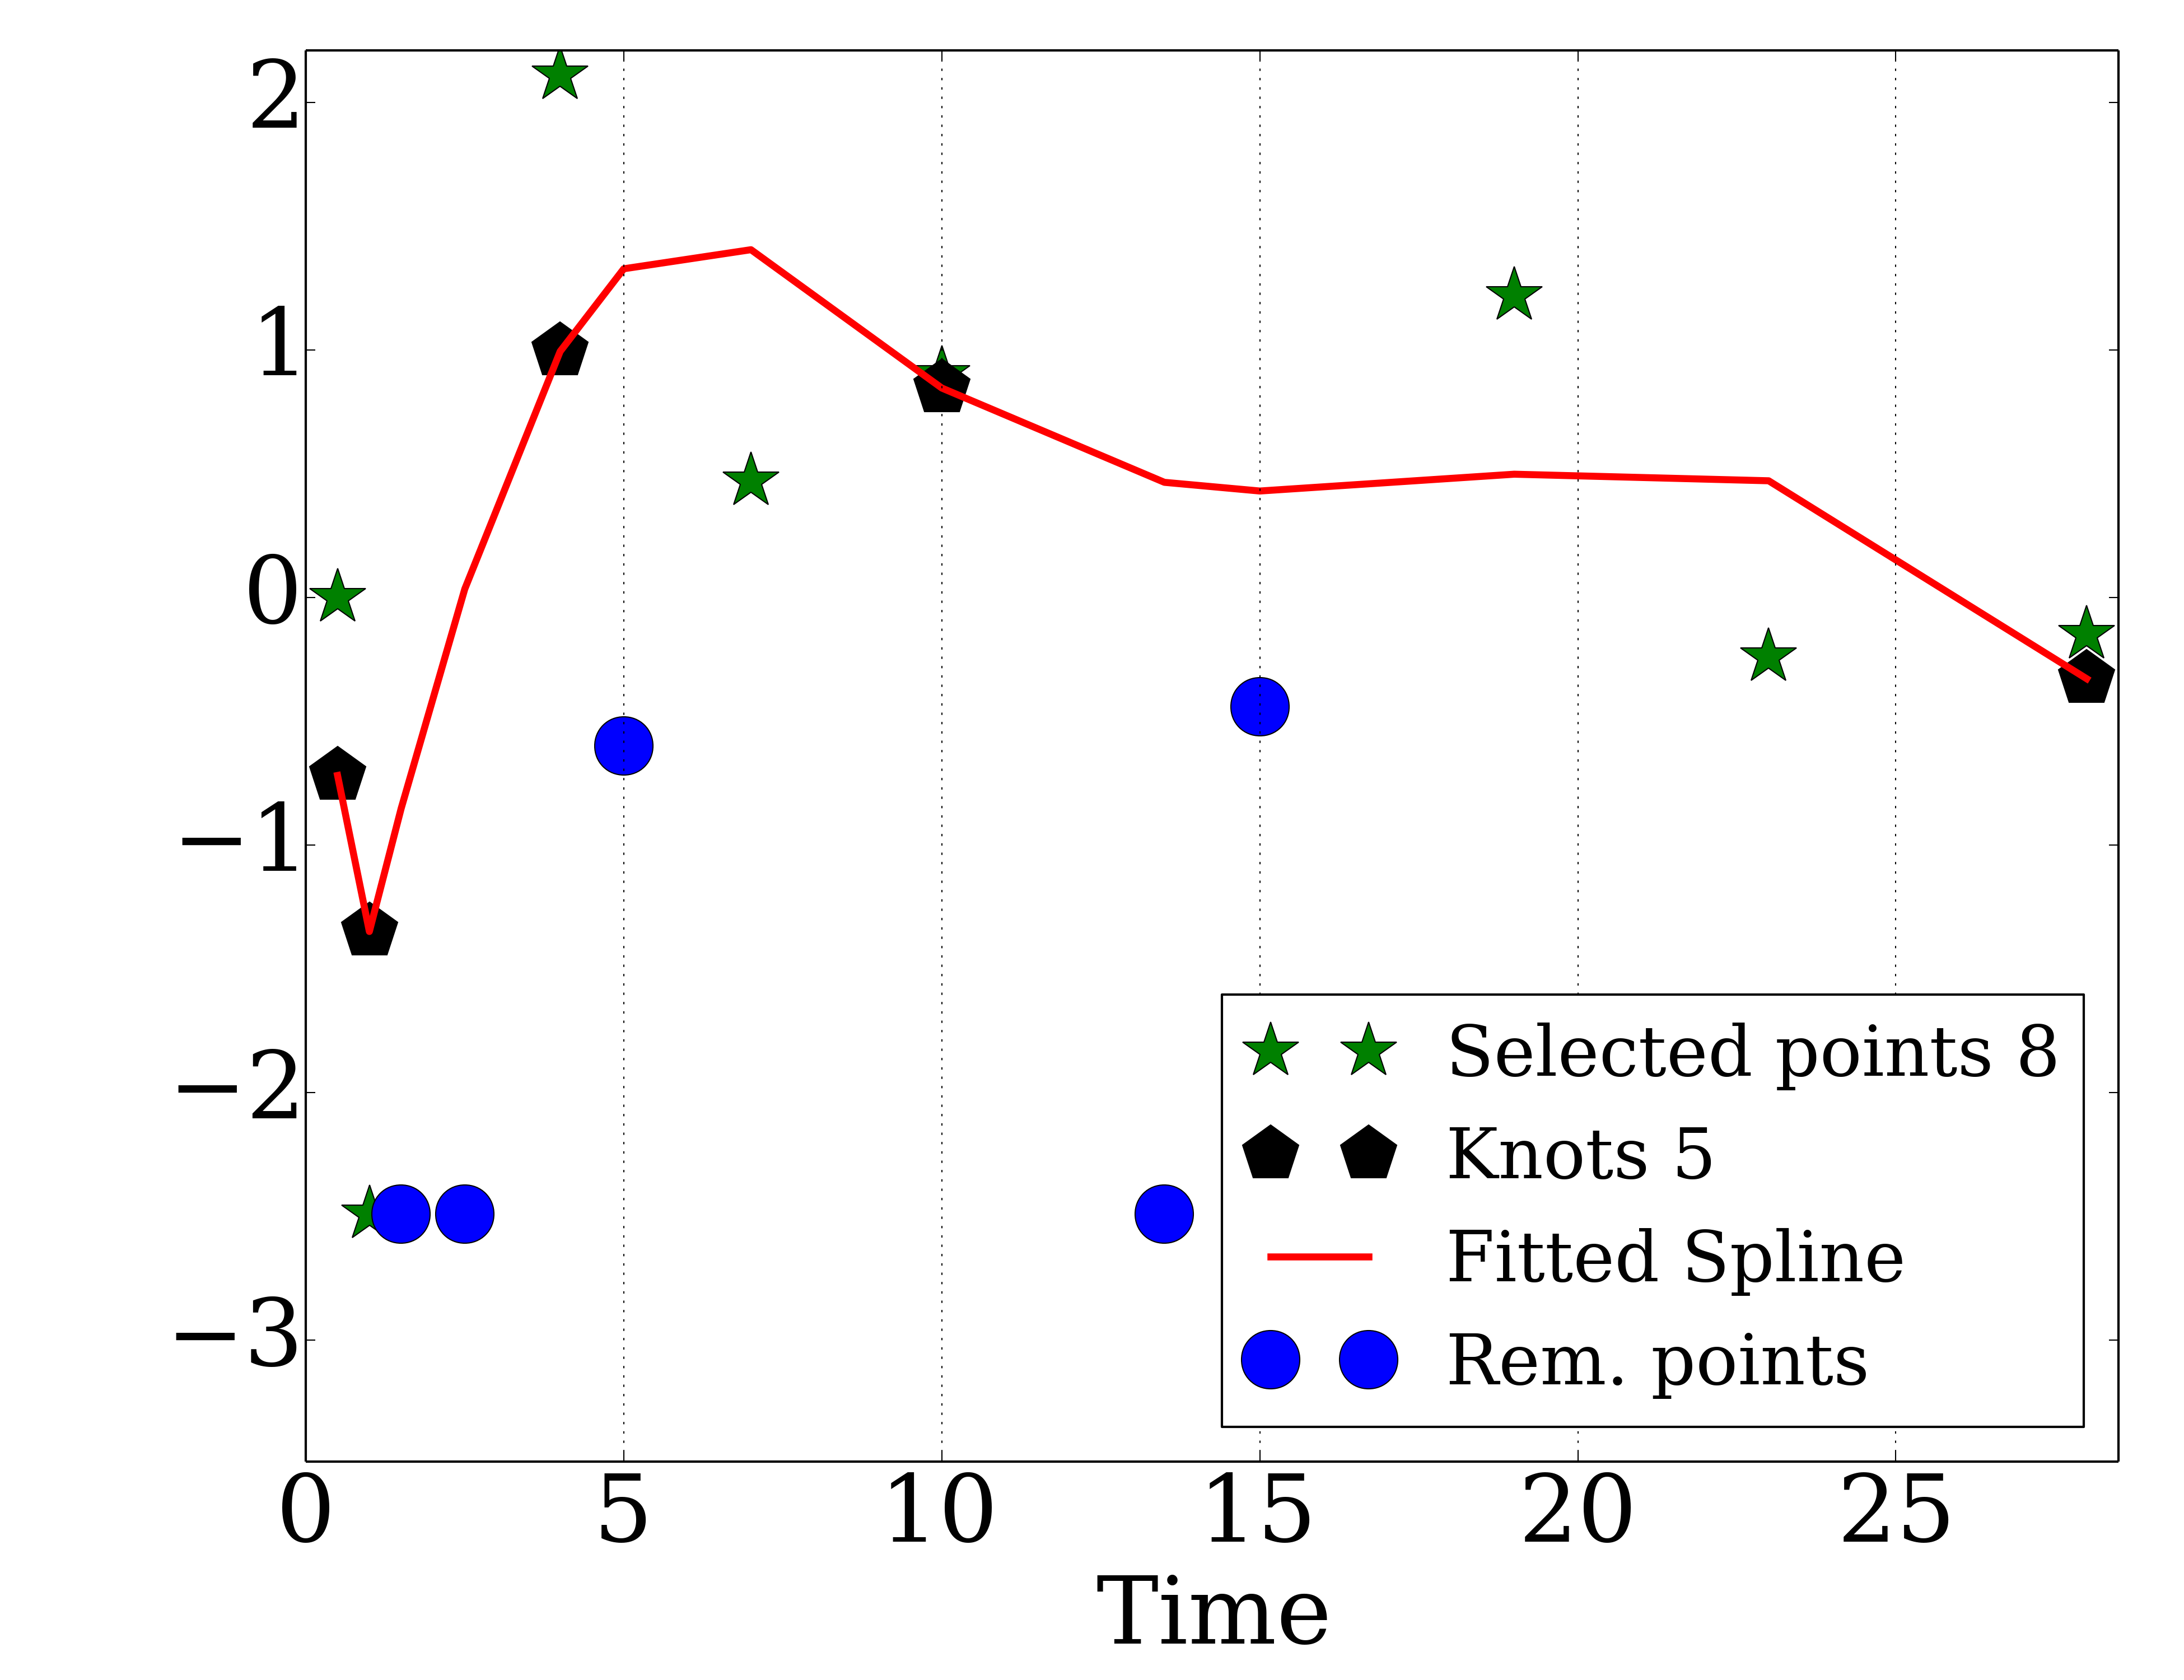 2
1
0
−1
−2
−3
Selected points 8
Knots 5
Fitted Spline
Rem. points
0 5 10 15 20 25
Time